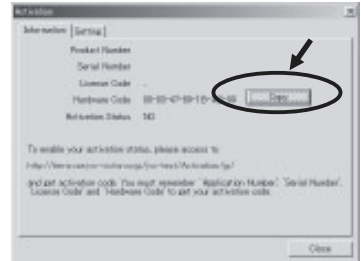 Activation
Information Setting
Product Number
Serial Number
License Code
Hardware Code Copy
Activation Status NO
To enable your activation status, please access to
and get activation code. You must remember 'Application Number', 'Serial Number',
'License Code' and 'Hardware Code' to get your activation code.
Close